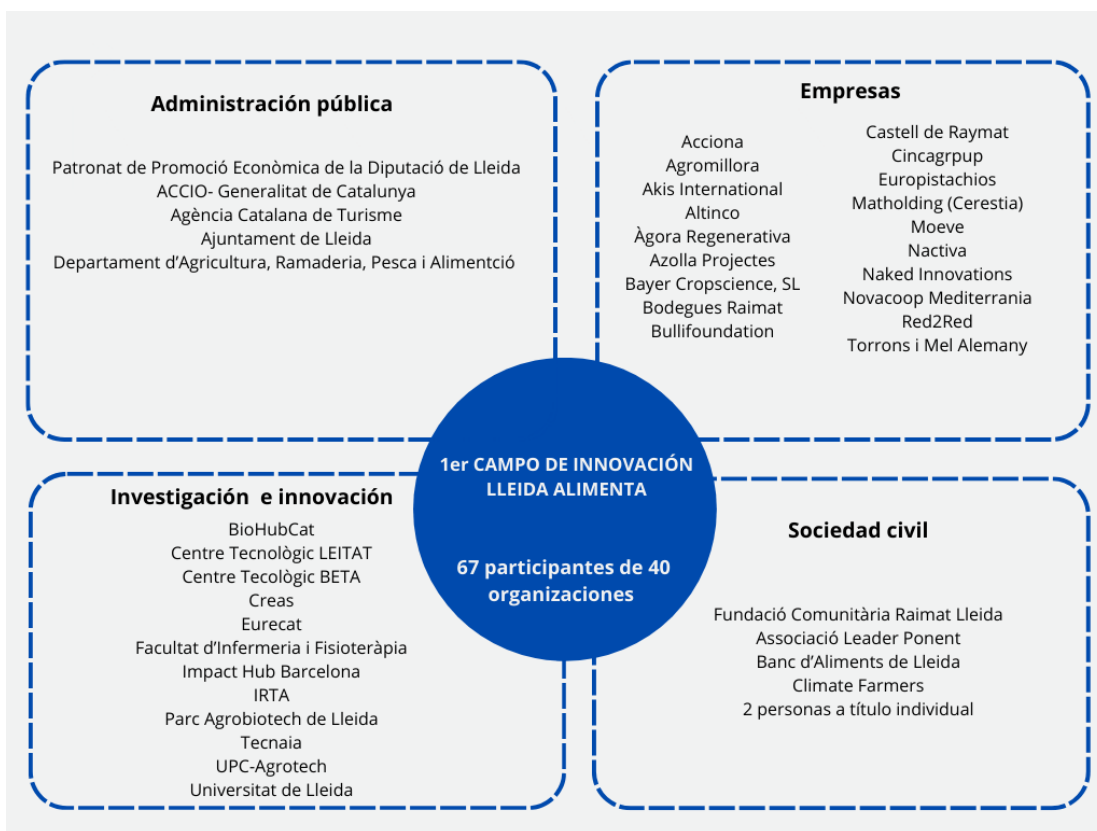 Administración pública
Patronat de Promoció Econòmica de la Diputació de Lleida
ACCIO- Generalitat de Catalunya
Agència Catalana de Turisme
Ajuntament de Lleida
Departament d'Agricultura, Ramaderia, Pesca i Alimentció
Empresas
Acciona
Agromillora
Akis International
Altinco
Àgora Regenerativa
Azolla Projectes
Bayer Cropscience, SL
Bodegues Raimat
Bullifoundation
Castell de Raymat
Cincagrpup
Europistachios
Matholding (Cerestia)
Moeve
Nactiva
Naked Innovations
Novacoop Mediterrania
Red2Red
Torrons i Mel Alemany
1er CAMPO DE INNOVACIÓN
LLEIDA ALIMENTA
67 participantes de 40
organizaciones
Investigación e innovación
BioHubCat
Centre Tecnològic LEITAT
Centre Tecològic BETA
Creas
Eurecat
Facultat d'Infermeria i Fisioteràpia
Impact Hub Barcelona
IRTA
Parc Agrobiotech de Lleida
Tecnaia
UPC-Agrotech
Universitat de Lleida
Sociedad civil
Fundació Comunitària Raimat Lleida
Associació Leader Ponent
Banc d'Aliments de Lleida
Climate Farmers
2 personas a título individual